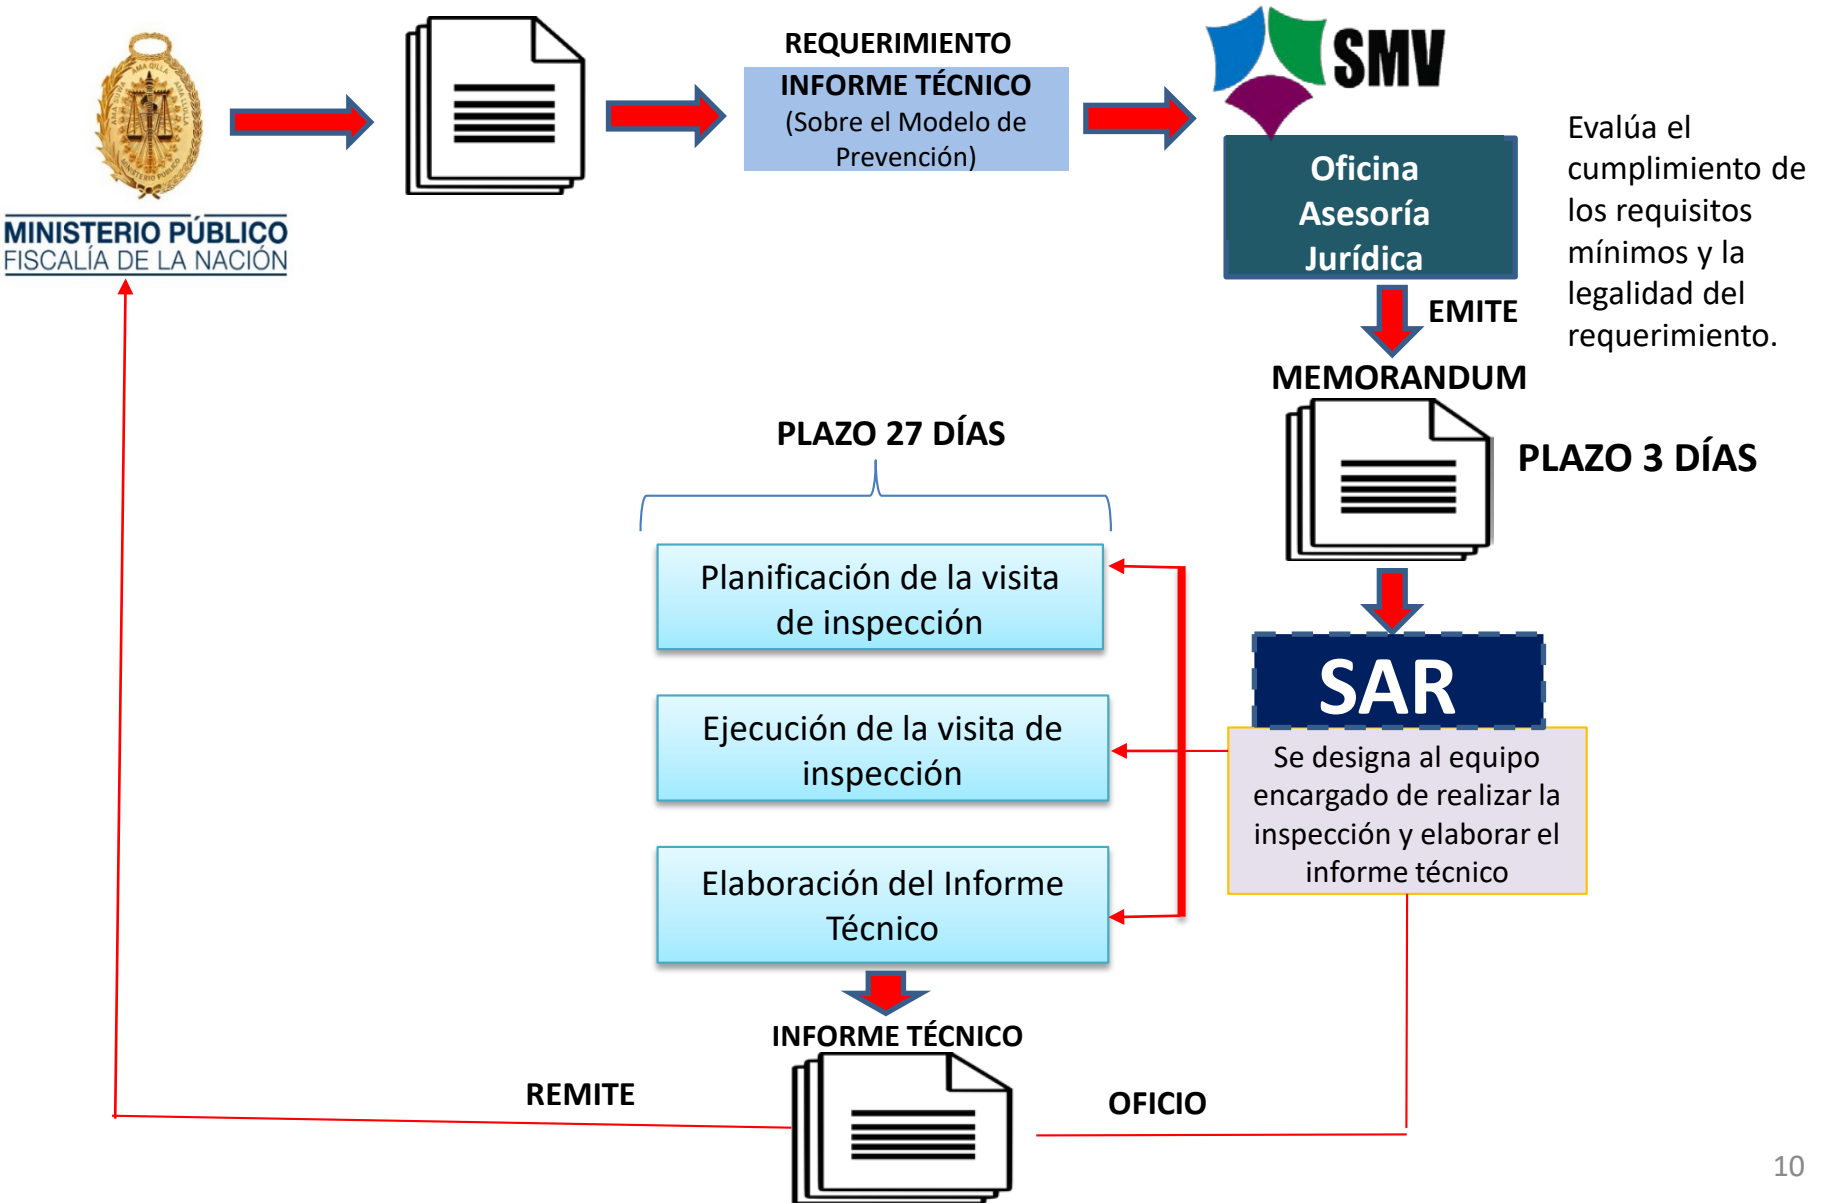 MINISTERIO PÚBLICO
FISCALÍA DE LA NACIÓN
REQUERIMIENTO
INFORME TÉCNICO
(Sobre el Modelo de
Prevención)
SMV
Oficina
Asesoría
Jurídica
Evalúa el
cumplimiento de
los requisitos
mínimos y la
legalidad del
requerimiento.
EMITE
MEMORANDUM
PLAZO 3 DÍAS
PLAZO 27 DÍAS
Planificación de la visita
de inspección
Ejecución de la visita de
inspección
Elaboración del Informe
Técnico
SAR
Se designa al equipo
encargado de realizar la
inspección y elaborar el
informe técnico
INFORME TÉCNICO
REMITE
OFICIO
10